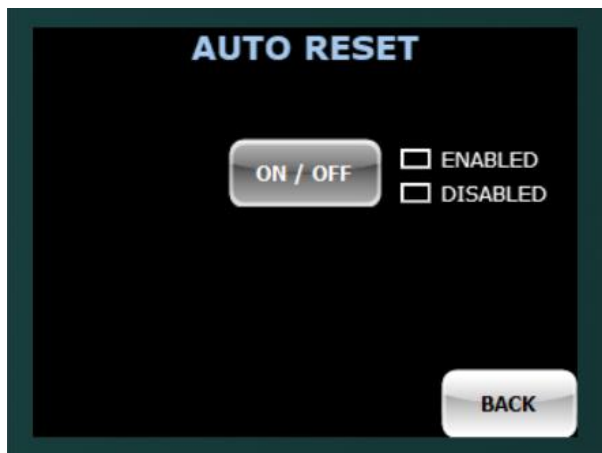 AUTO RESET
ON / OFF
ENABLED
DISABLED
BACK